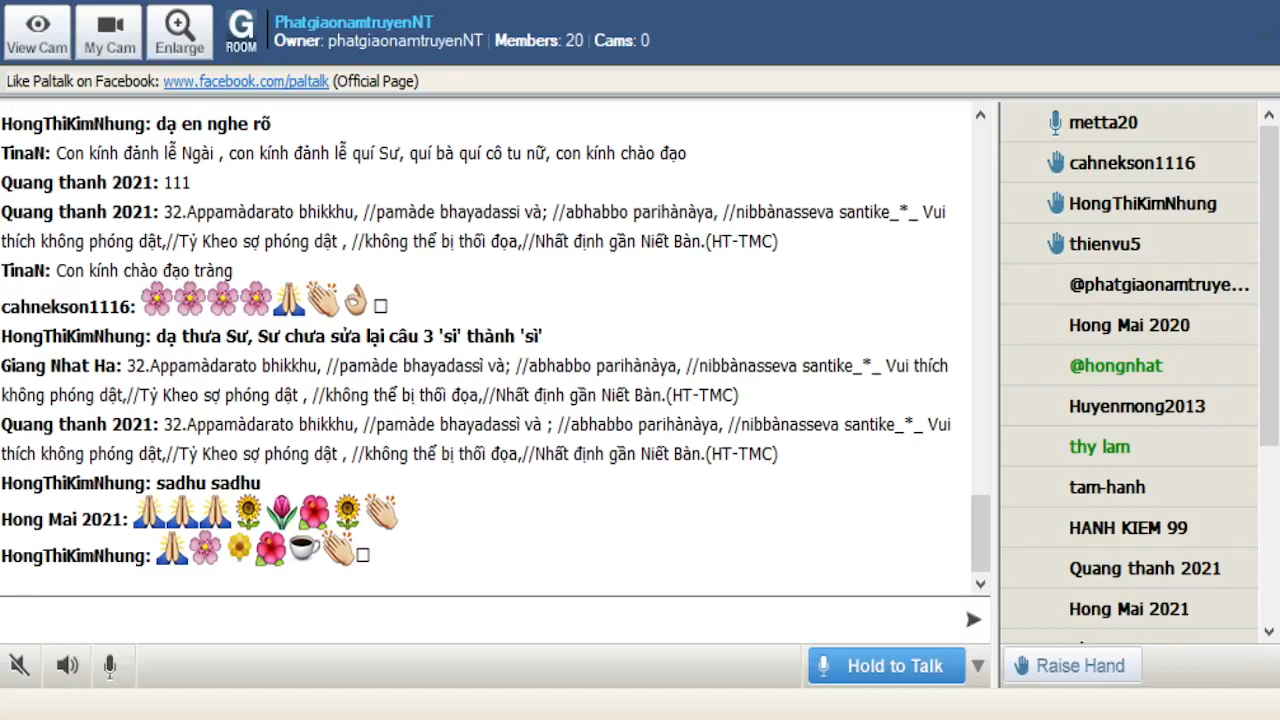 View Cam
My Cam
Enlarge
G
ROOM
PhatgiaonamtruyenNT
Owner: phatgiaonamtruyenNT | Members: 20 | Cams: 0
Like Paltalk on Facebook: www.facebook.com/paltalk (Official Page)
HongThiKimNhung: dạ en nghe rõ
TinaN: Con kính đảnh lễ Ngài , con kính đảnh lễ quí Sư, quí bà quí cô tu nữ, con kính chào đạo
Quang thanh 2021: 111
Quang thanh 2021: 32.Appamàdarato bhikkhu, //pamàde bhayadassi và; //abhabbo parihànàya, //nibbànasseva santike_*_ Vui
thích không phóng dật,//Tỷ Kheo sợ phóng dật , //không thể bị thối đọa,//Nhất định gần Niết Bàn.(HT-TMC)
TinaN: Con kính chào đạo tràng
cahnekson1116: 🌸🌸🌸🌸🙏👏👌□
HongThiKimNhung: dạ thưa Sư, Sư chưa sửa lại câu 3 'si' thành 'sì'
Giang Nhat Ha: 32.Appamàdarato bhikkhu, //pamàde bhayadassì và; //abhabbo parihànàya, //nibbànasseva santike_*_ Vui thích
không phóng dật,//Tỷ Kheo sợ phóng dật , //không thể bị thối đọa,//Nhất định gần Niết Bàn.(HT-TMC)
Quang thanh 2021: 32.Appamàdarato bhikkhu, //pamàde bhayadassì và ; //abhabbo parihànàya, //nibbànasseva santike_*_ Vui
thích không phóng dật,//Tỷ Kheo sợ phóng dật , //không thể bị thối đọa,//Nhất định gần Niết Bàn.(HT-TMC)
HongThiKimNhung: sadhu sadhu
Hong Mai 2021: 🙏🙏🙏🌻🌷🌺🌻👏
HongThiKimNhung: 🙏🌸🌼🌺☕👏□
Hold to Talk
metta20
cahnekson1116
HongThiKimNhung
thienvu5
@phatgiaonamtruye...
Hong Mai 2020
@hongnhat
Huyenmong2013
thy lam
tam-hanh
HANH KIEM 99
Quang thanh 2021
Hong Mai 2021
Raise Hand